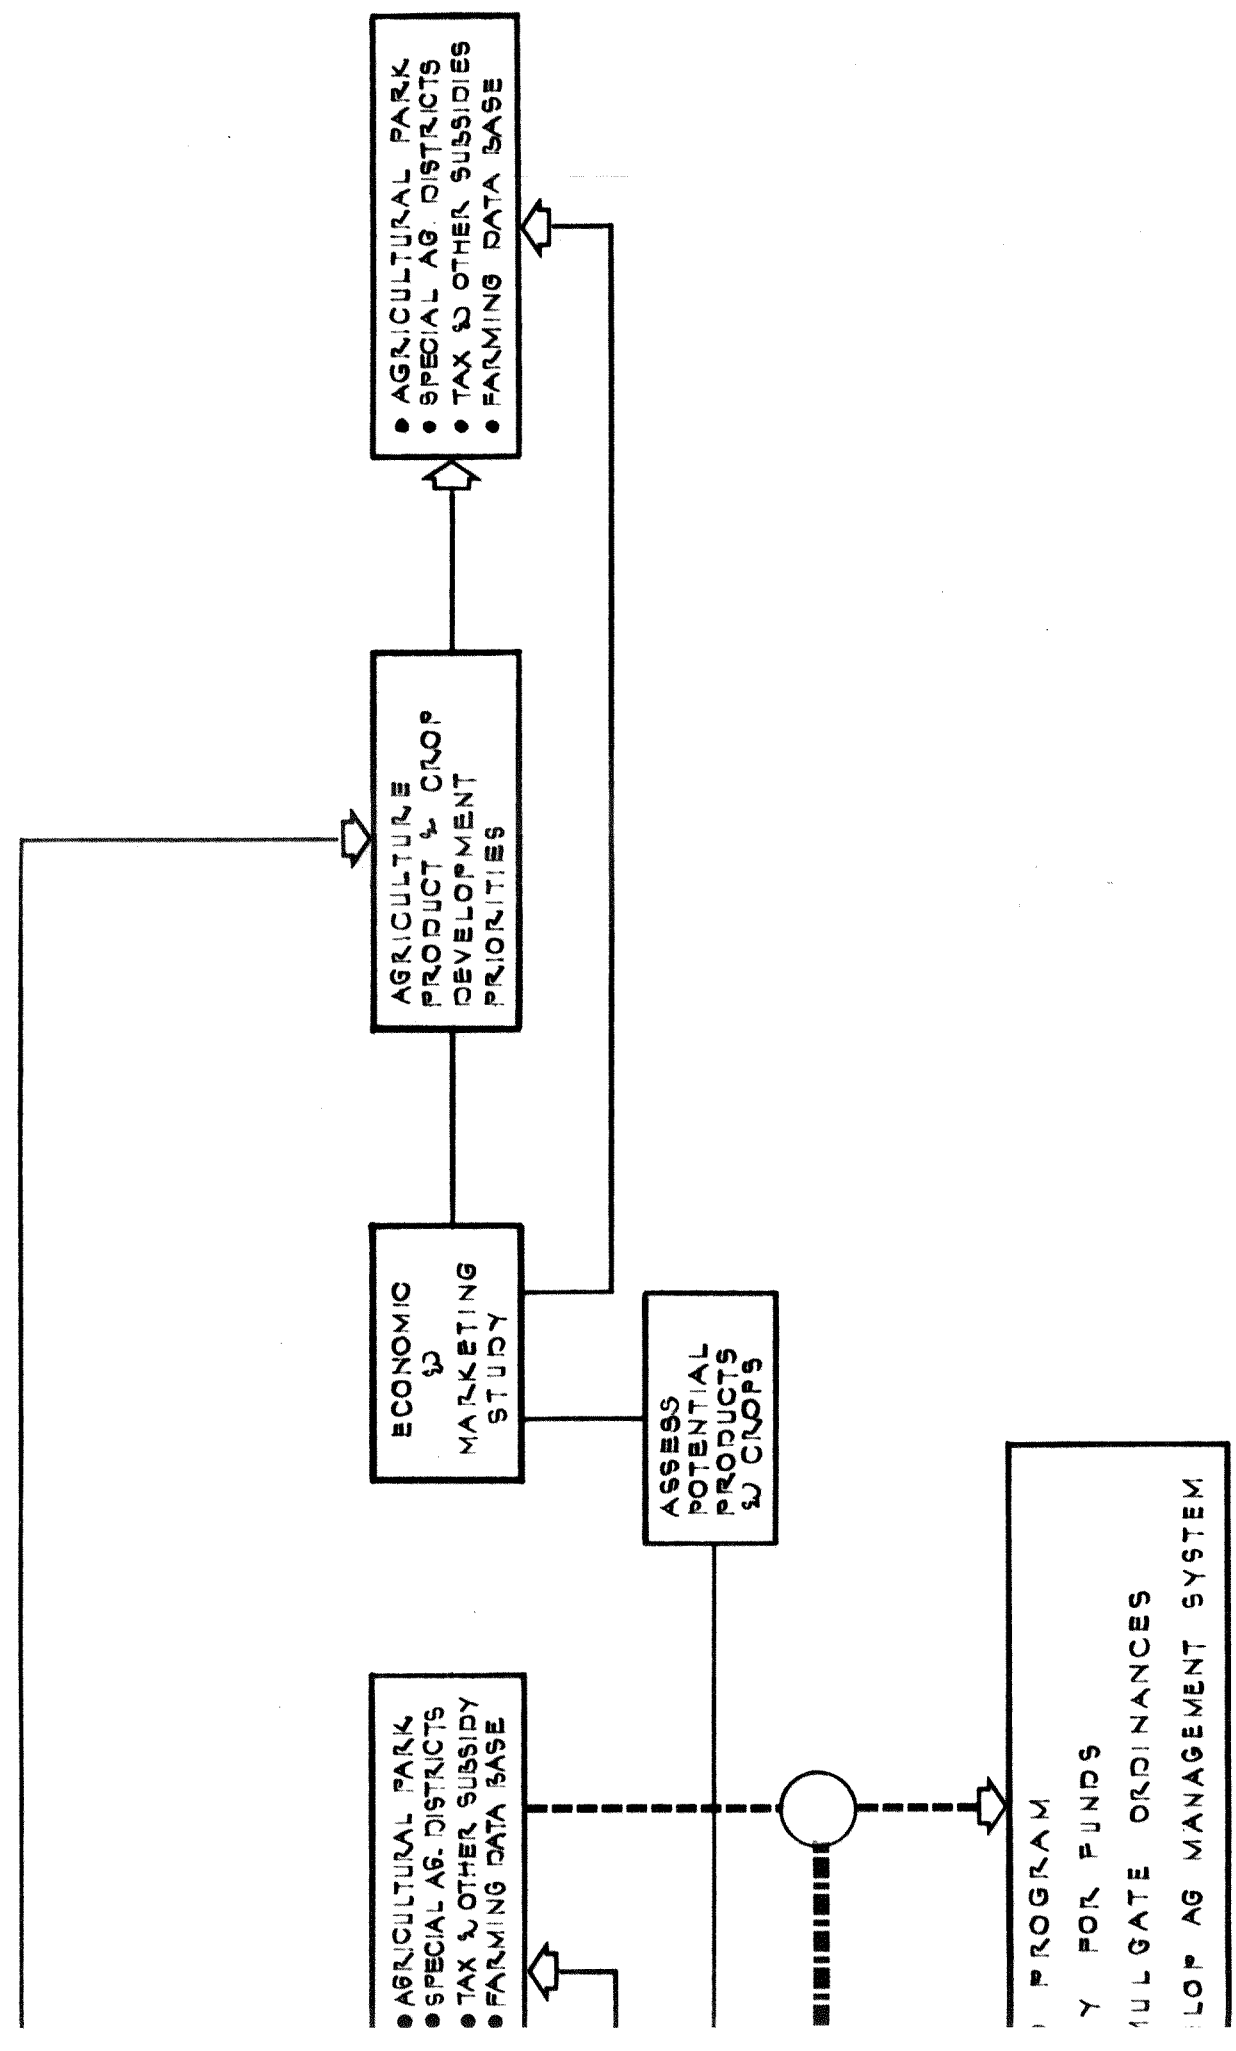 • AGRICULTURAL PARK
• SPECIAL AG. DISTRICTS
• TAX & OTHER SUBSIDY
• FARMING DATA BASE
ECONOMIC
&
MARKETING
STUDY
AGRICULTURE
PRODUCT & CROP
DEVELOPMENT
PRIORITIES
• AGRICULTURAL PARK
• SPECIAL AG. DISTRICTS
• TAX & OTHER SUBSIDIES
• FARMING DATA BASE
ASSESS
POTENTIAL
PRODUCTS
& CROPS
PROGRAM
Y FOR FUNDS
MULGATE ORDINANCES
LOP AG MANAGEMENT SYSTEM